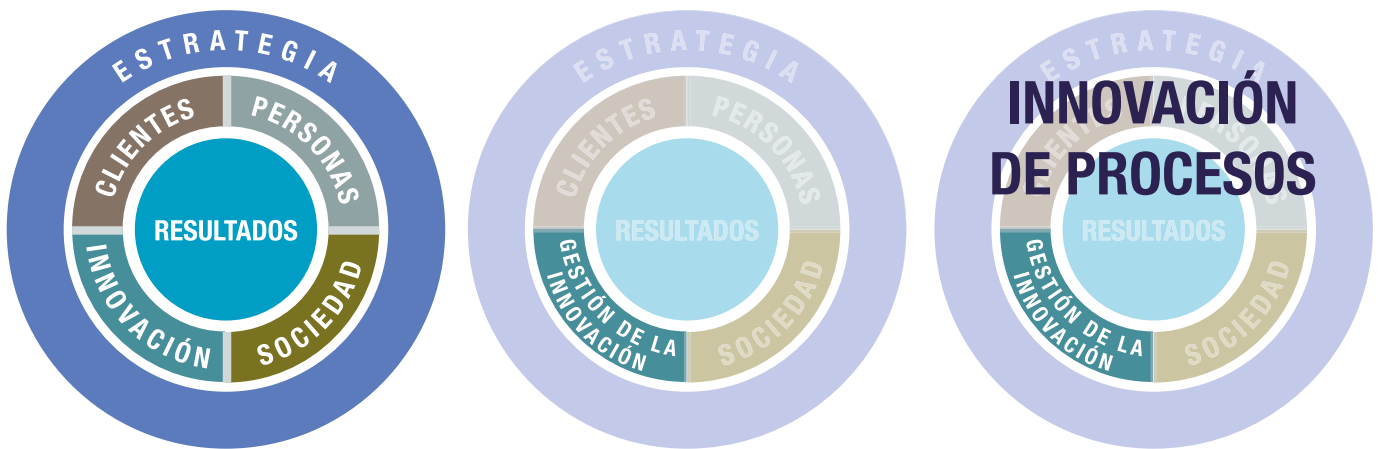 ESTRATEGIA
CLIENTES
PERSONAS
RESULTADOS
INNOVACIÓN
SOCIEDAD
ESTRATEGIA
CLIENTES
PERSONAS
RESULTADOS
GESTIÓN DE LA
INNOVACIÓN
SOCIEDAD
ESTRATEGIA
INNOVACIÓN
DE PROCESOS
RESULTADOS
GESTIÓN DE LA
INNOVACIÓN
SOCIEDAD